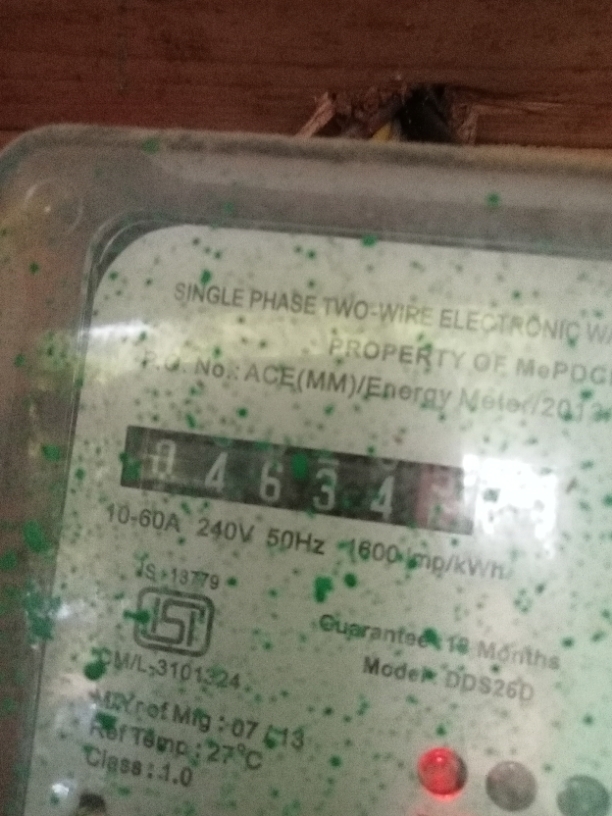 SINGLE PHASE TWO-WIRE ELECTRONIC
PROPERTY OF MePDC
P.O. No.: ACE(MM)/Energy Meter/2013
04634
10-60A 240V 50Hz 1600 imp/kWh
IS:13779
ISI
CM/L-3101324
Guarantee 18 Months
Model: DDS26D
M/Y of Mfg : 07 / 13
Ref Temp : 27°C
Class : 1.0